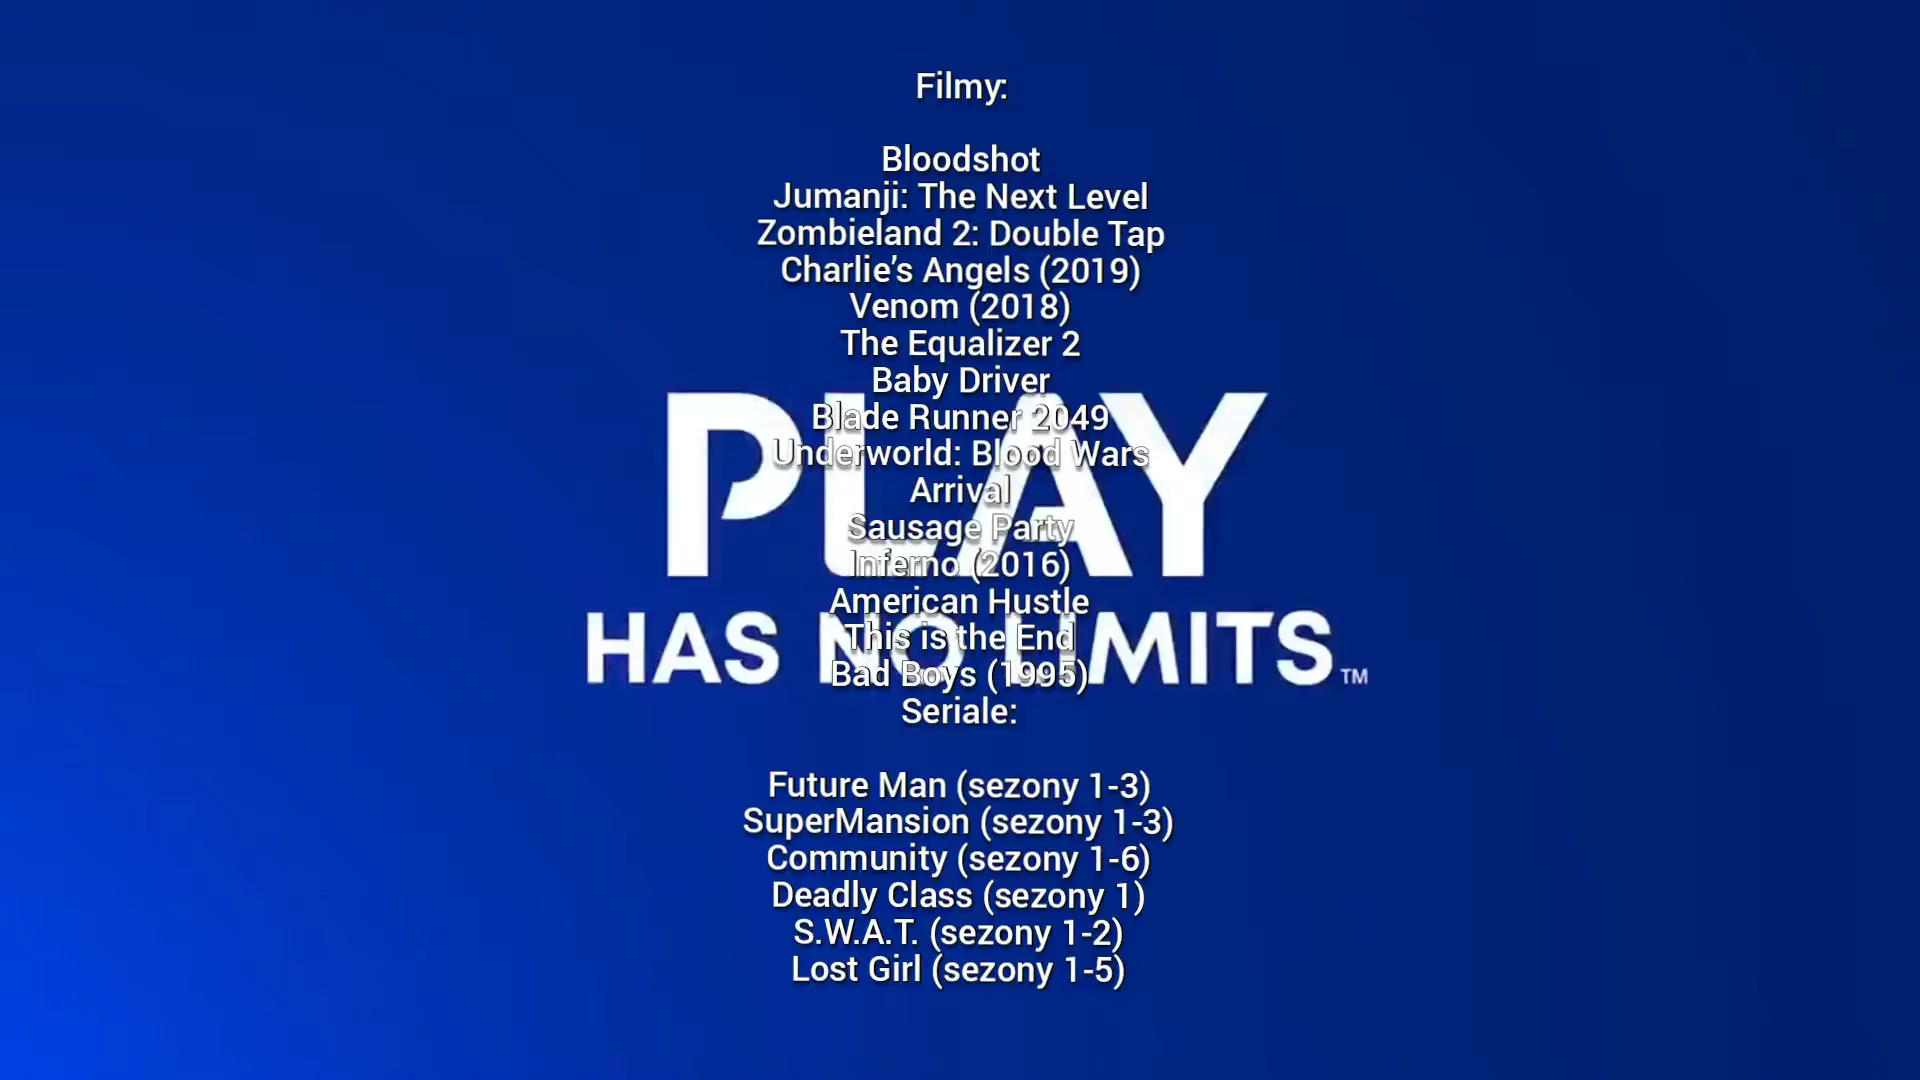 Filmy:
Bloodshot
Jumanji: The Next Level
Zombieland 2: Double Tap
Charlie’s Angels (2019)
Venom (2018)
The Equalizer 2
Baby Driver
Blade Runner 2049
Underworld: Blood Wars
Arrival
Sausage Party
Inferno (2016)
American Hustle
This is the End
Bad Boys (1995)
Seriale:
Future Man (sezony 1-3)
SuperMansion (sezony 1-3)
Community (sezony 1-6)
Deadly Class (sezony 1)
S.W.A.T. (sezony 1-2)
Lost Girl (sezony 1-5)
PLAY
HAS NO LIMITS™